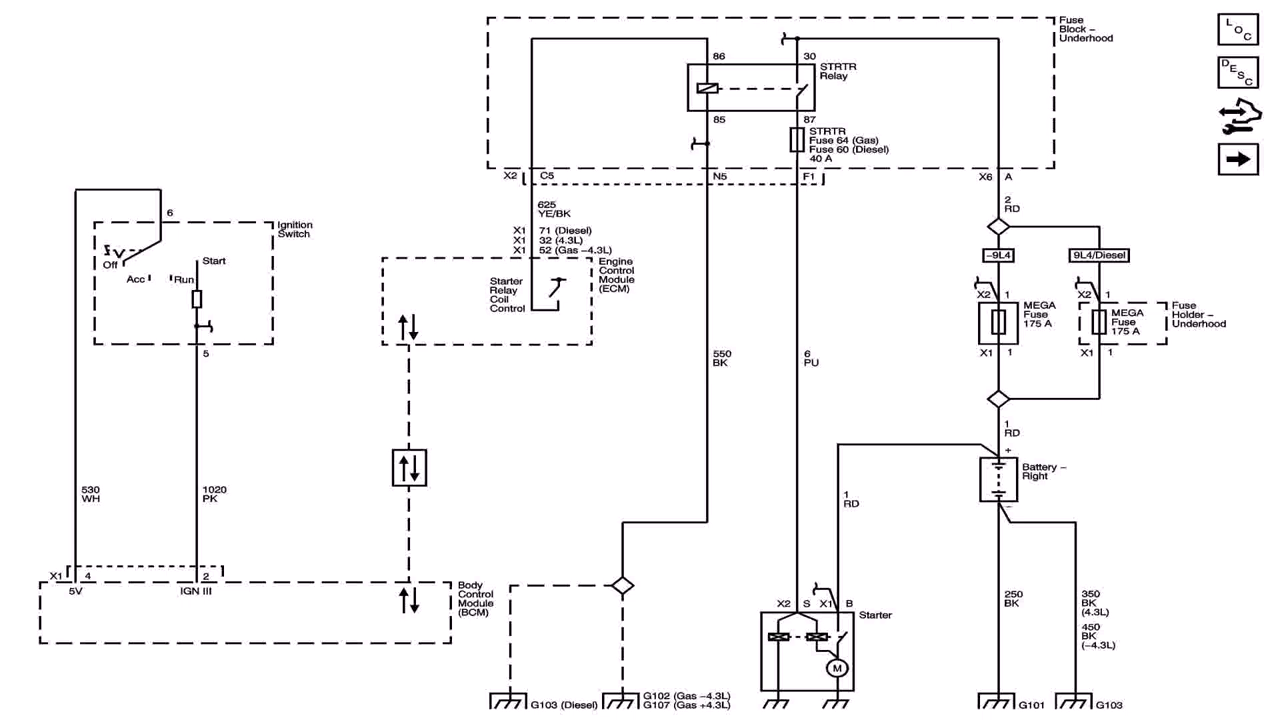 Fuse
Block –
Underhood
L
O
C
D
E
S
C
86
30
STRTR
Relay
85
87
STRTR
Fuse 64 (Gas)
Fuse 60 (Diesel)
40 A
X2
C5
N5
F1
X6
A
625
YE/BK
X1
71 (Diesel)
X1
32 (4.3L)
X1
52 (Gas –4.3L)
2
RD
6
Ignition
Switch
Off
Acc
Run
Start
5
Engine
Control
Module
(ECM)
Starter
Relay
Coil
Control
–9L4
9L4/Diesel
X2
1
X2
1
MEGA
Fuse
175 A
MEGA
Fuse
175 A
Fuse
Holder –
Underhood
X1
1
X1
1
550
BK
6
PU
1
RD
+
Battery –
Right
–
530
WH
1020
PK
1
RD
X1
4
2
5V
IGN III
Body
Control
Module
(BCM)
250
BK
350
BK
(4.3L)
450
BK
(–4.3L)
X2
S
X1
B
Starter
M
G103 (Diesel)
G102 (Gas –4.3L)
G107 (Gas +4.3L)
G101
G103